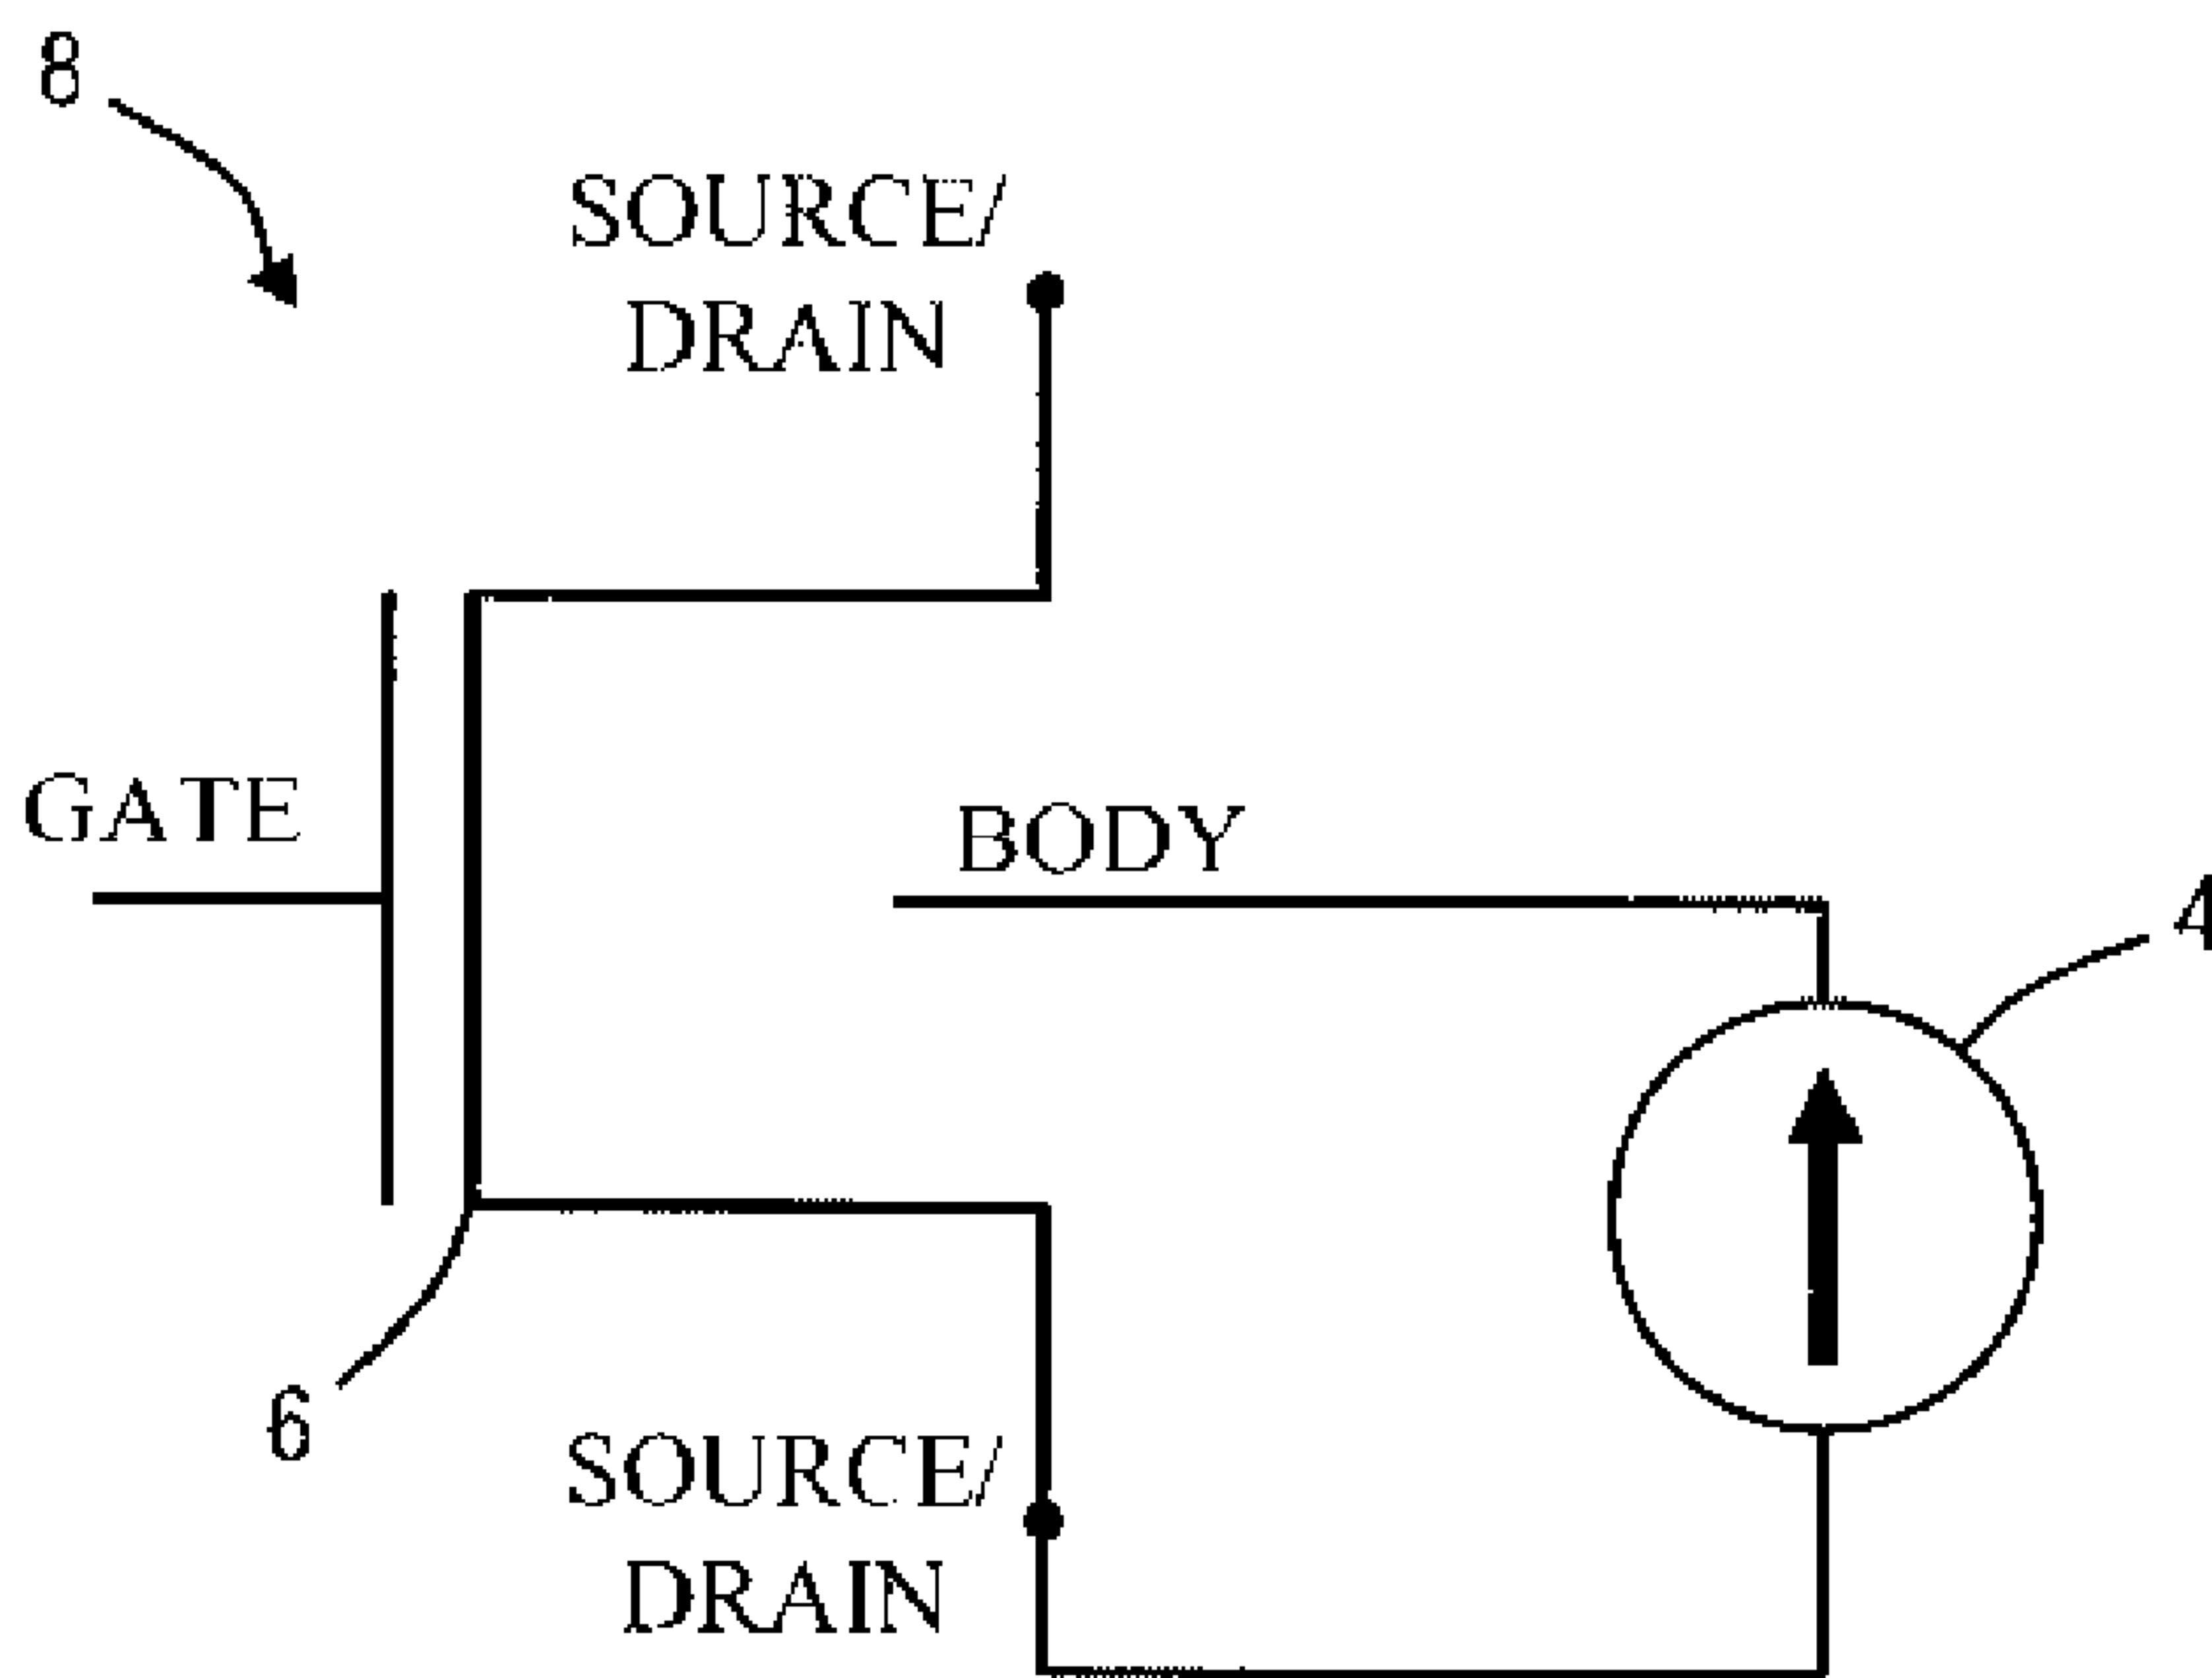 8
SOURCE/
DRAIN
GATE
BODY
4
6
SOURCE/
DRAIN